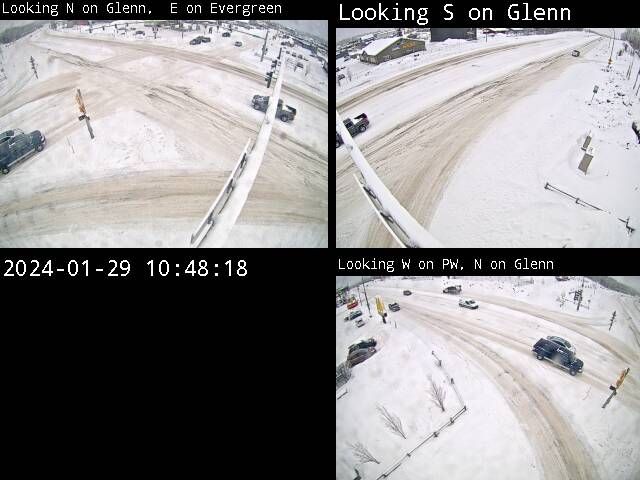 Looking N on Glenn,  E on Evergreen
Looking S on Glenn
2024-01-29 10:48:18
Looking W on PW, N on Glenn